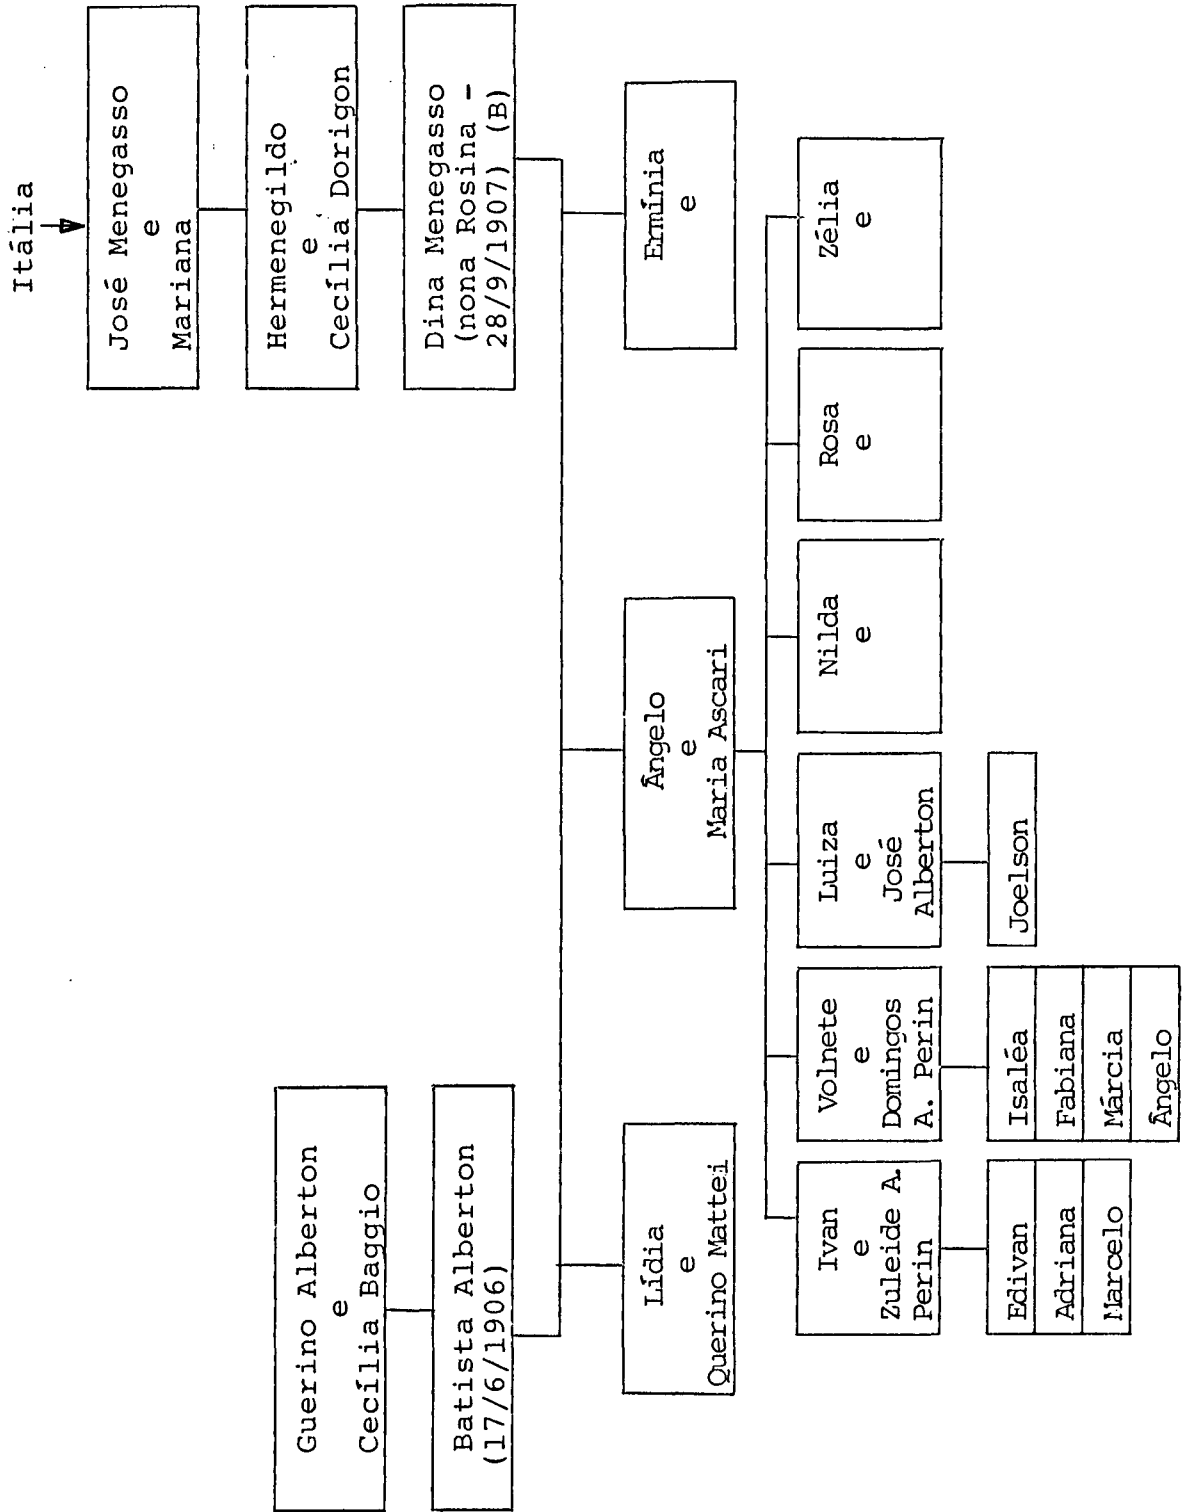 Itália
José Menegasso
e
Mariana
Hermenegildo
e
Cecília Dorigon
Dina Menegasso
(nona Rosina -
28/9/1907) (B)
Guerino Alberton
e
Cecília Baggio
Batista Alberton
(17/6/1906)
Lídia
e
Querino Mattei
Ângelo
e
Maria Ascari
Ermínia
e
Ivan
e
Zuleide A.
Perin
Volnete
e
Domingos
A. Perin
Luiza
e
José
Alberton
Nilda
e
Rosa
e
Zélia
e
Edivan
Adriana
Marcelo
Isaléa
Fabiana
Márcia
Ângelo
Joelson